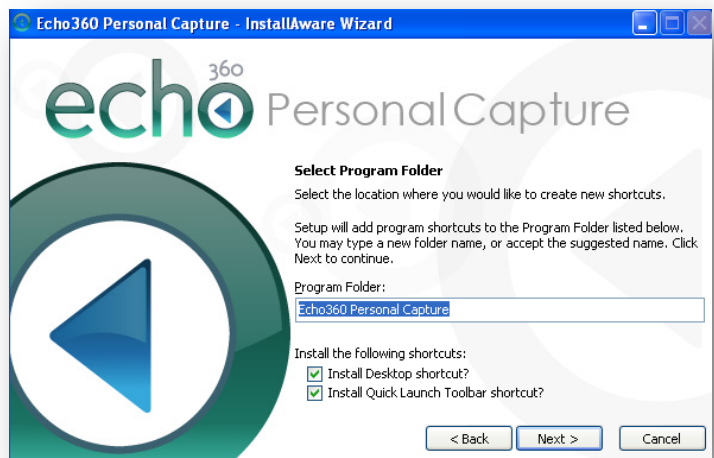 Echo360 Personal Capture - InstallAware Wizard
echo360 Personal Capture
Select Program Folder
Select the location where you would like to create new shortcuts.
Setup will add program shortcuts to the Program Folder listed below.
You may type a new folder name, or accept the suggested name. Click
Next to continue.
Program Folder:
Echo360 Personal Capture
Install the following shortcuts:
Install Desktop shortcut?
Install Quick Launch Toolbar shortcut?
< Back Next > Cancel